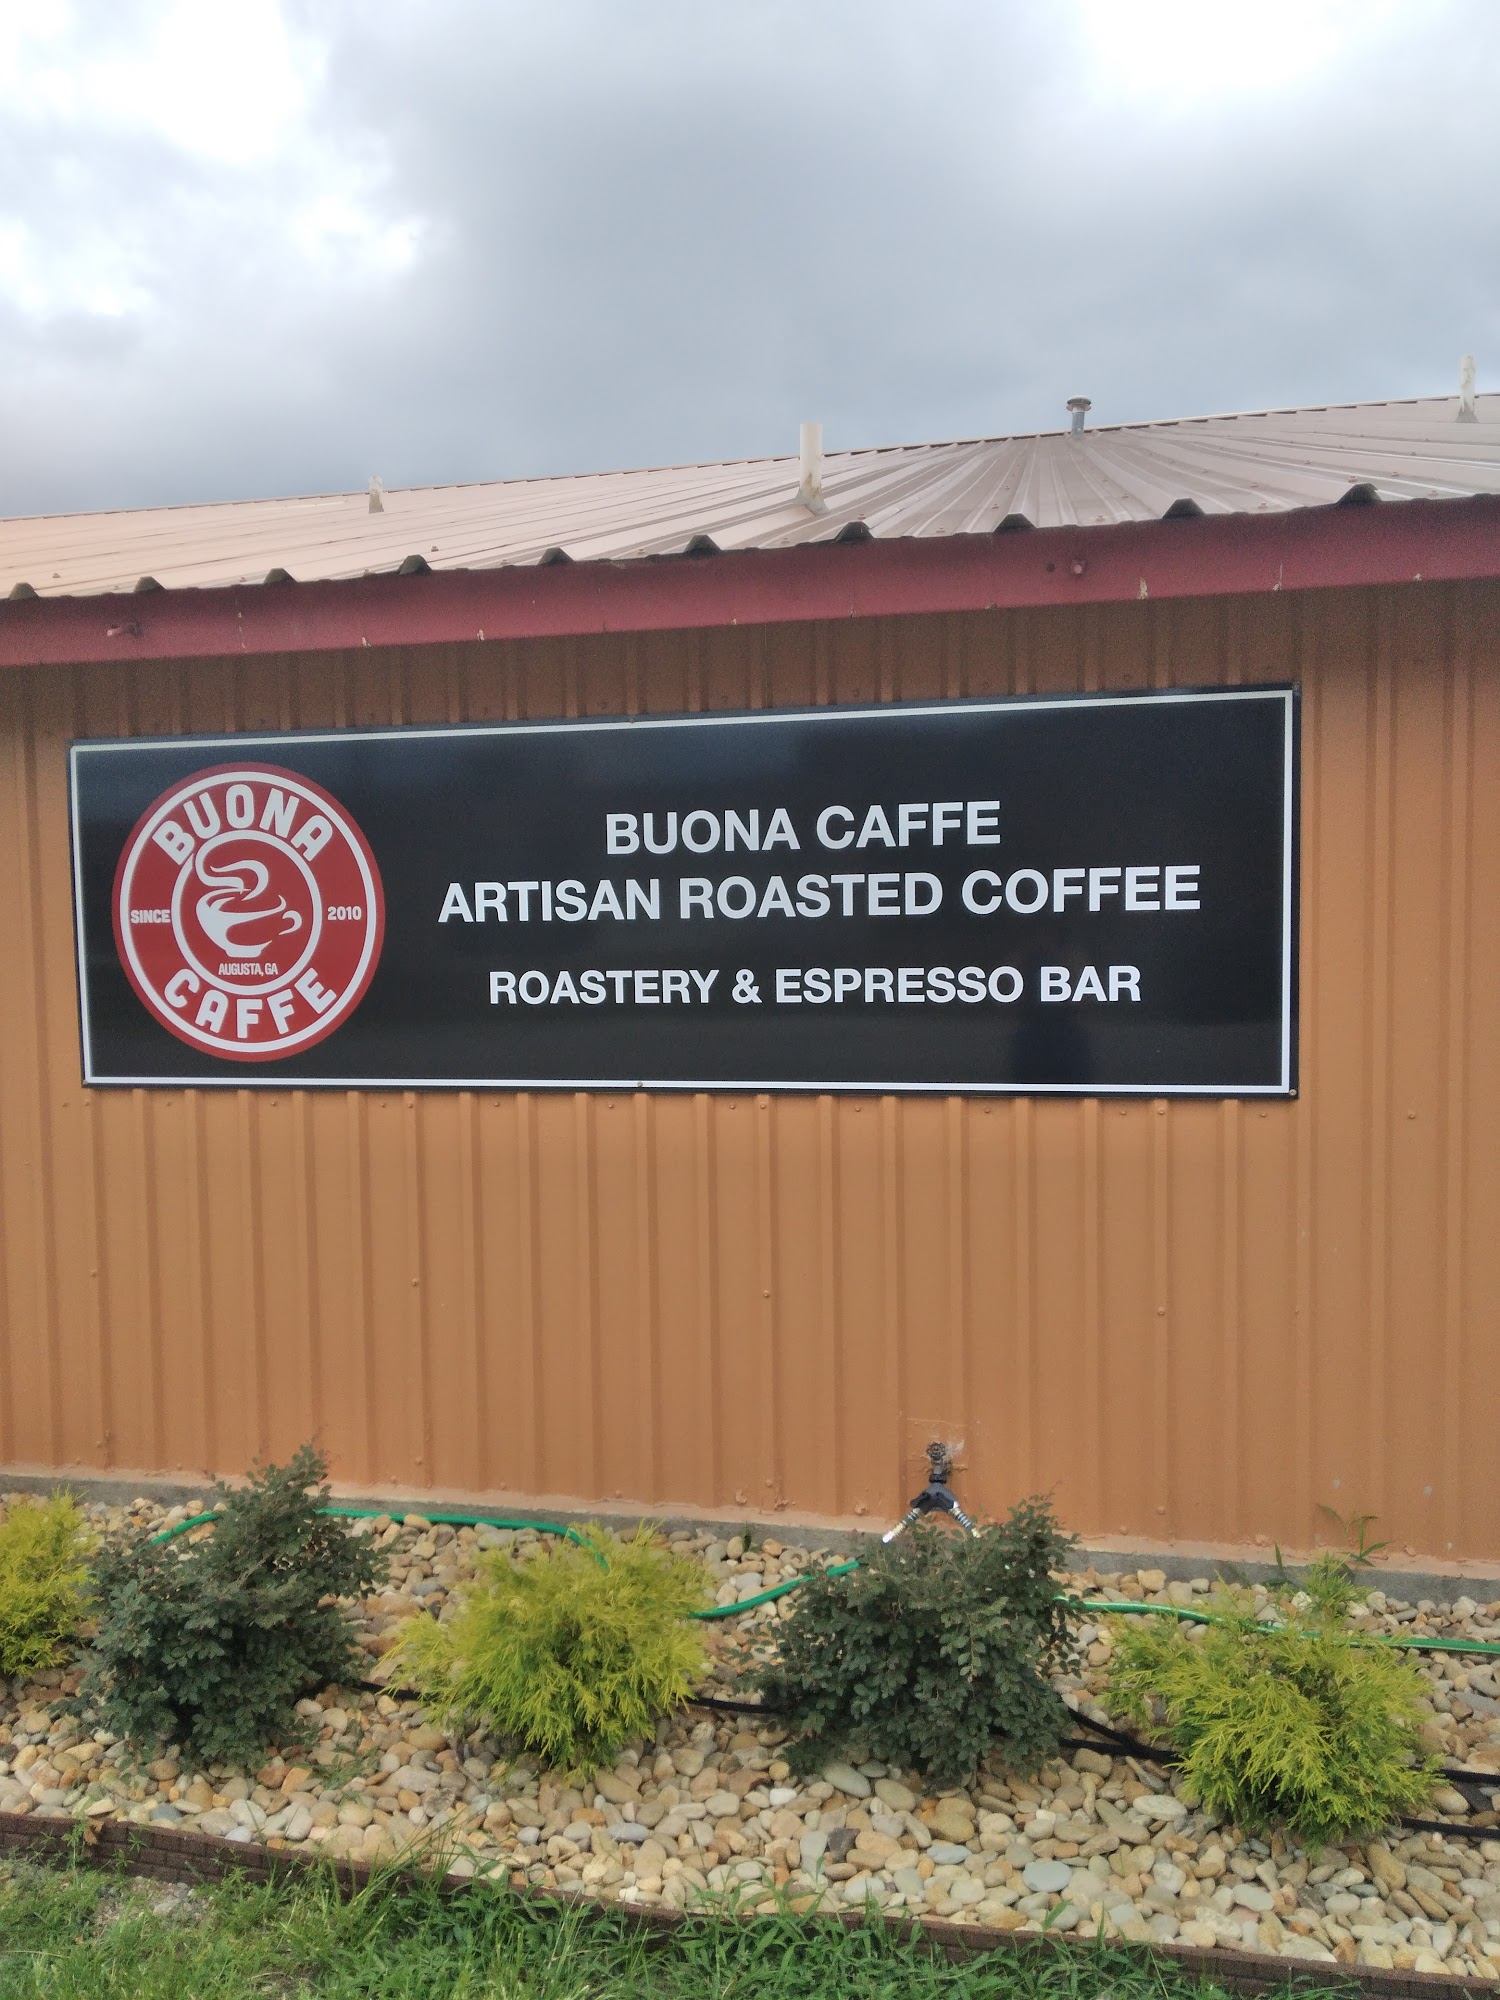 BUONA
SINCE 2010
AUGUSTA, GA
CAFFE
BUONA CAFFE
ARTISAN ROASTED COFFEE
ROASTERY & ESPRESSO BAR